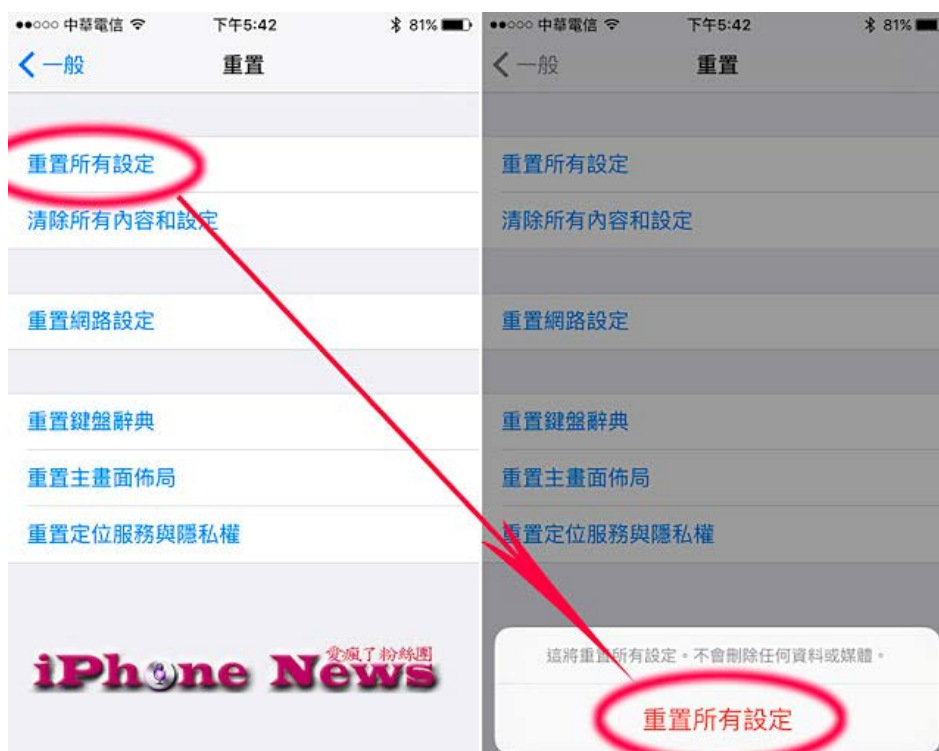 中華電信 下午5:42 81%
一般 重置
重置所有設定
清除所有內容和設定
重置網路設定
重置鍵盤辭典
重置主畫面佈局
重置定位服務與隱私權
愛瘋了粉絲團
iPhone News
中華電信 下午5:42 81%
一般 重置
重置所有設定
清除所有內容和設定
重置網路設定
重置鍵盤辭典
重置主畫面佈局
重置定位服務與隱私權
這將重置所有設定。不會刪除任何資料或媒體。
重置所有設定